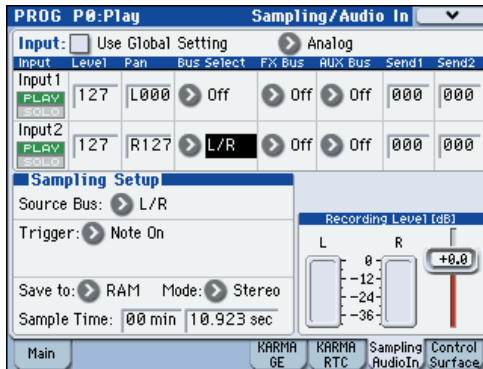 PROG P0:Play Sampling/Audio In
Input: Use Global Setting Analog
Input Level Pan Bus Select FX Bus AUX Bus Send1 Send2
Input1
PLAY 127 L000 Off Off Off 000 000
SOLO
Input2
PLAY 127 R127 L/R Off Off 000 000
SOLO
Sampling Setup
Source Bus: L/R
Trigger: Note On
Save to: RAM Mode: Stereo
Sample Time: 00 min 10.923 sec
Recording Level [dB]
L R
0
-12
-24
-36
+0.0
Main
KARMA GE
KARMA RTC
Sampling AudioIn
Control Surface